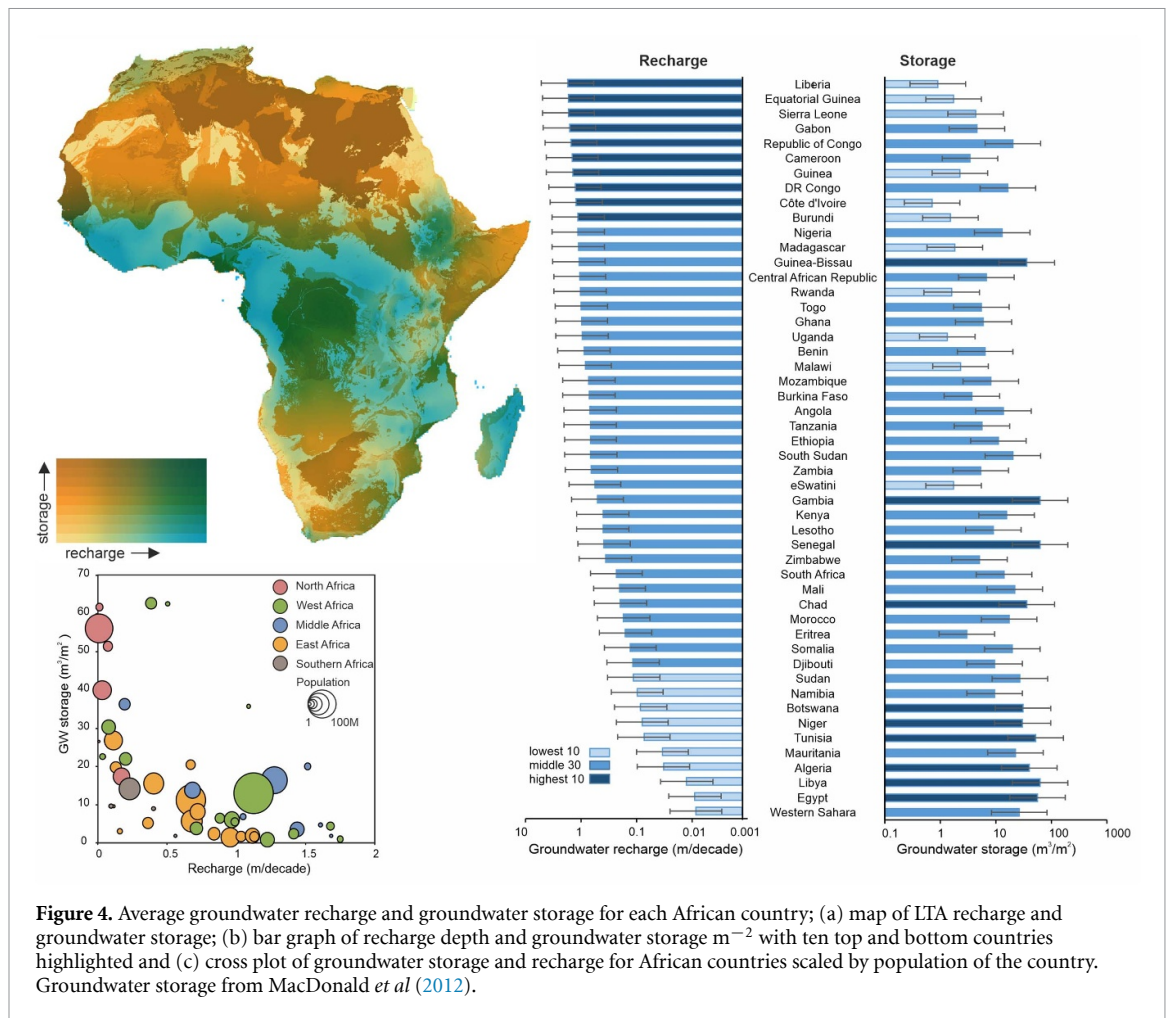 Recharge
Storage
Liberia
Equatorial Guinea
Sierra Leone
Gabon
Republic of Congo
Cameroon
Guinea
DR Congo
Côte d'Ivoire
Burundi
Nigeria
Madagascar
Guinea-Bissau
Central African Republic
Rwanda
Togo
Ghana
Uganda
Benin
Malawi
Mozambique
Burkina Faso
Angola
Tanzania
Ethiopia
South Sudan
Zambia
eSwatini
Gambia
Kenya
Lesotho
Senegal
Zimbabwe
South Africa
Mali
Chad
Morocco
Eritrea
Somalia
Djibouti
Sudan
Namibia
Botswana
Niger
Tunisia
Mauritania
Algeria
Libya
Egypt
Western Sahara
lowest 10
middle 30
highest 10
10 1 0.1 0.01 0.001
Groundwater recharge (m/decade)
0.1 1 10 100 1000
Groundwater storage (m³/m²)
storage
recharge
70
60
50
40
30
20
10
0
GW storage (m³/m²)
0 0.5 1 1.5 2
Recharge (m/decade)
North Africa
West Africa
Middle Africa
East Africa
Southern Africa
Population
1 100M
Figure 4. Average groundwater recharge and groundwater storage for each African country; (a) map of LTA recharge and
groundwater storage; (b) bar graph of recharge depth and groundwater storage m⁻² with ten top and bottom countries
highlighted and (c) cross plot of groundwater storage and recharge for African countries scaled by population of the country.
Groundwater storage from MacDonald et al (2012).